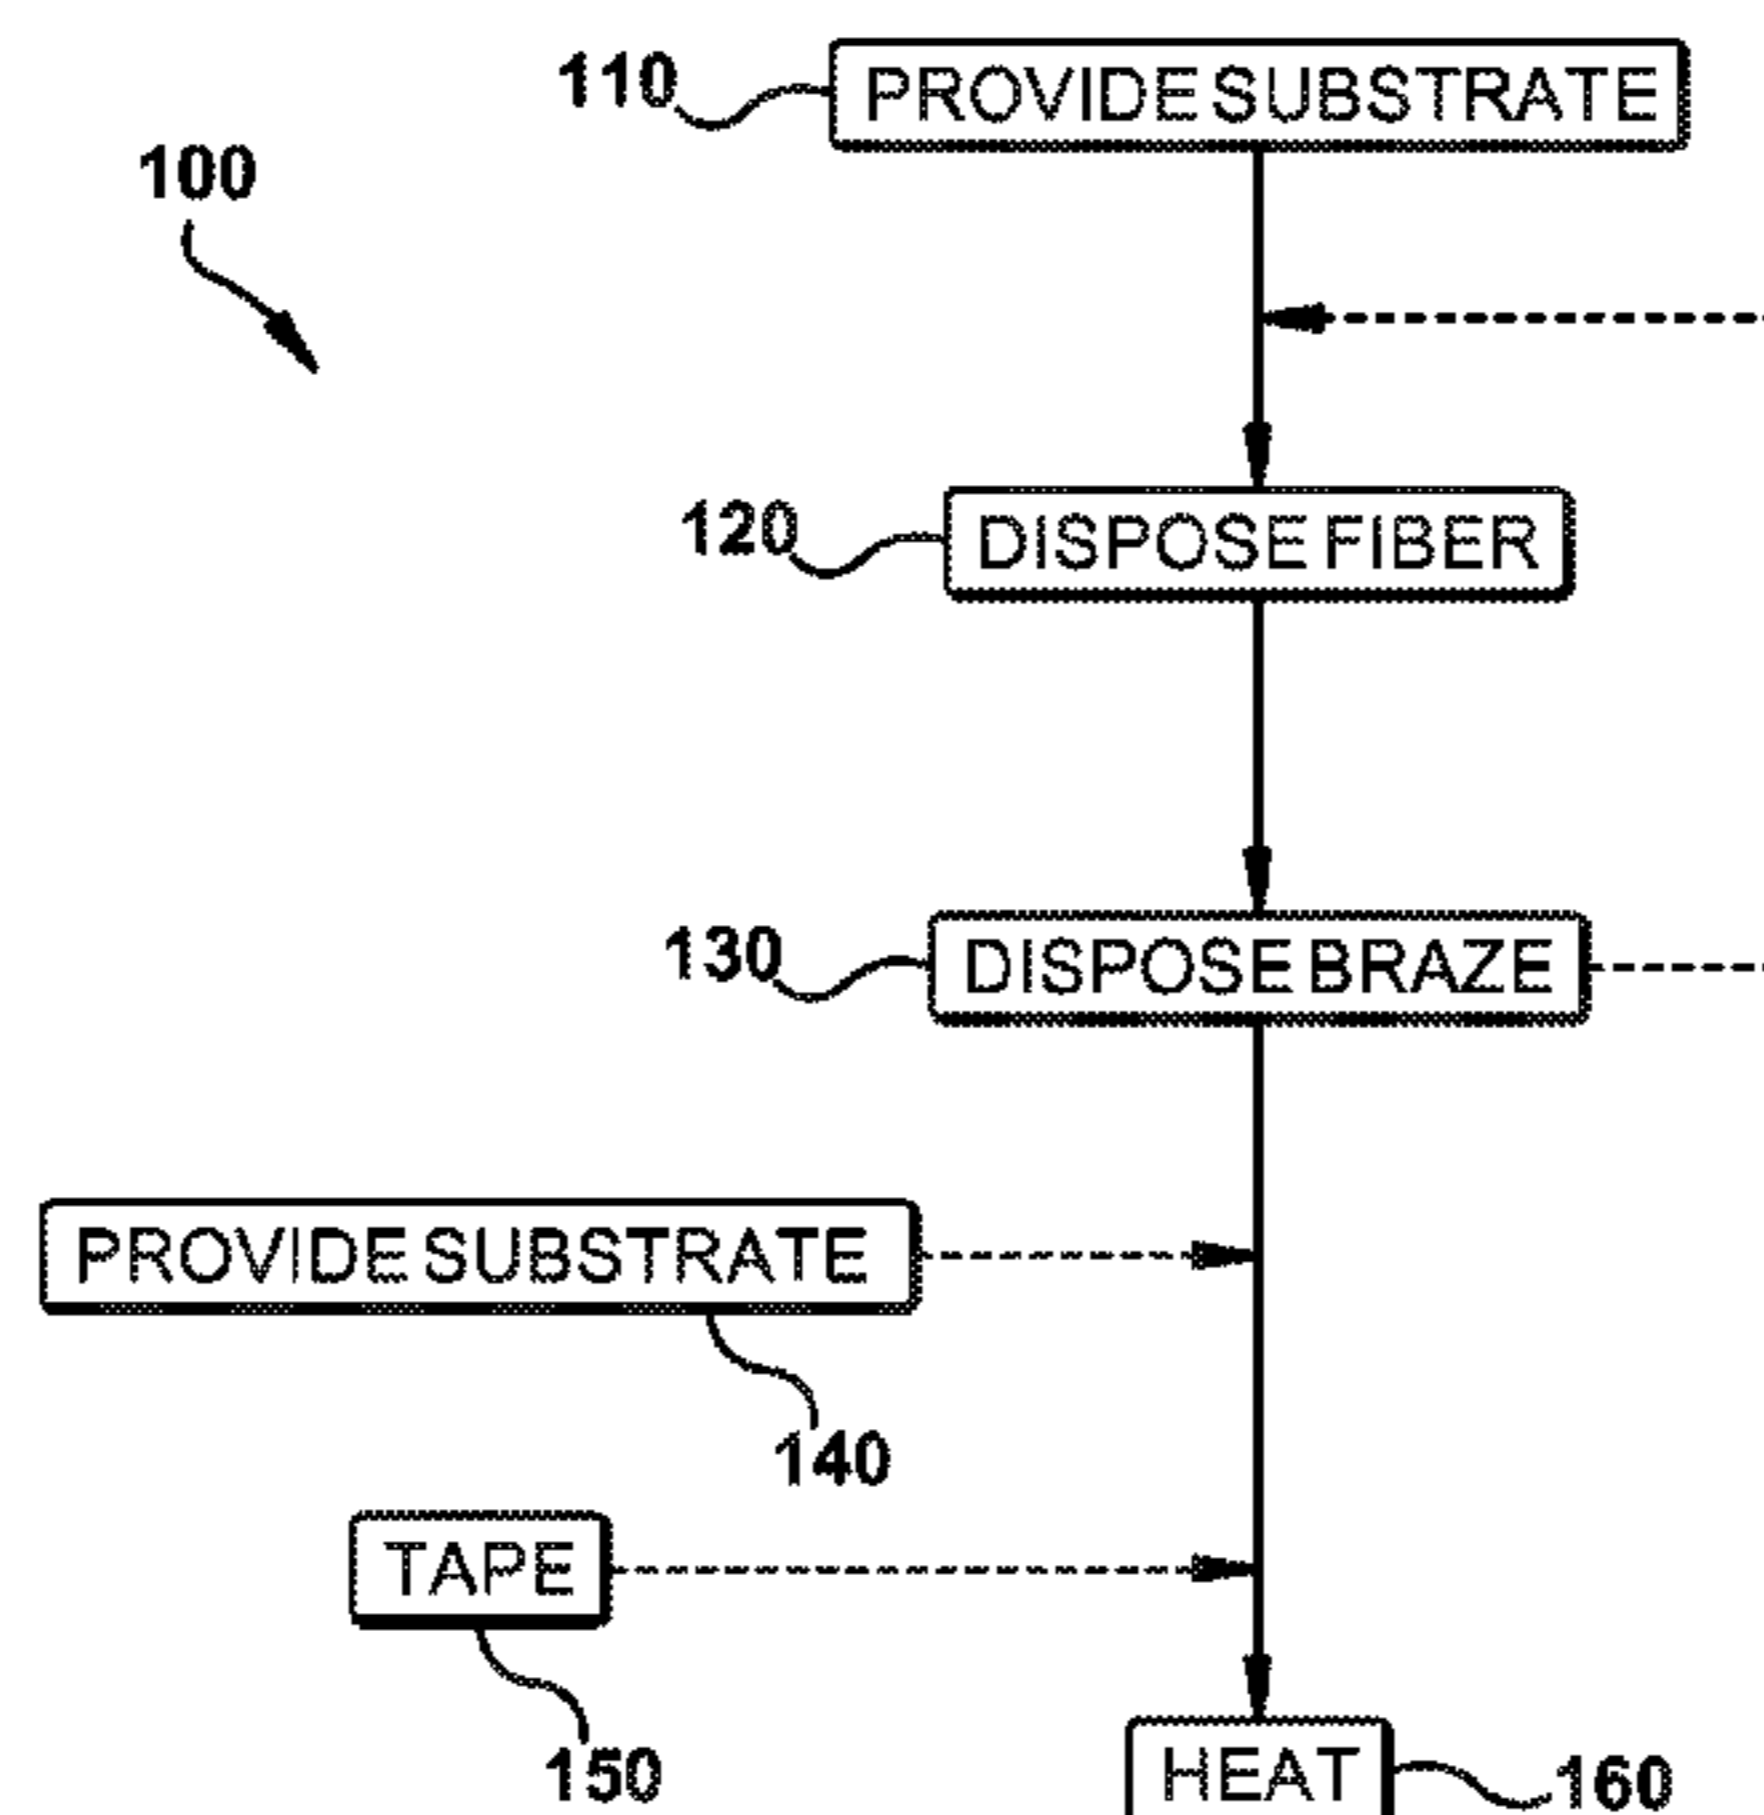 110 PROVIDE SUBSTRATE
100
120 DISPOSE FIBER
130 DISPOSE BRAZE
PROVIDE SUBSTRATE
140
TAPE
150
HEAT 160